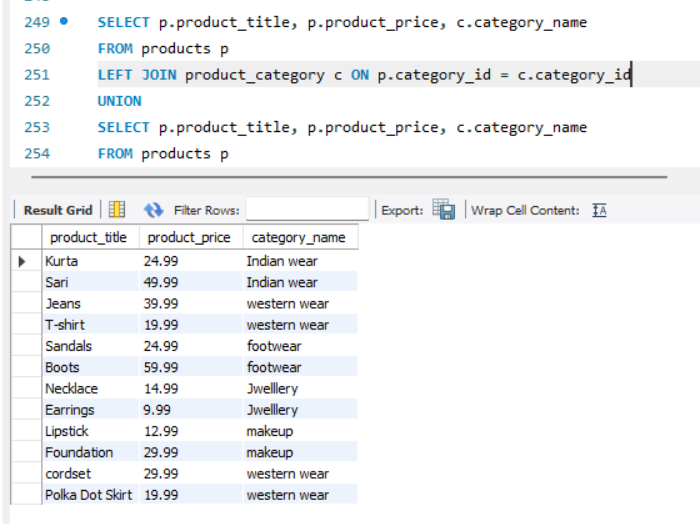 249 SELECT p.product_title, p.product_price, c.category_name
250 FROM products p
251 LEFT JOIN product_category c ON p.category_id = c.category_id
252 UNION
253 SELECT p.product_title, p.product_price, c.category_name
254 FROM products p
Result Grid Filter Rows: Export: Wrap Cell Content: IA
product_title product_price category_name
Kurta 24.99 Indian wear
Sari 49.99 Indian wear
Jeans 39.99 western wear
T-shirt 19.99 western wear
Sandals 24.99 footwear
Boots 59.99 footwear
Necklace 14.99 Jwelllery
Earrings 9.99 Jwelllery
Lipstick 12.99 makeup
Foundation 29.99 makeup
cordset 29.99 western wear
Polka Dot Skirt 19.99 western wear